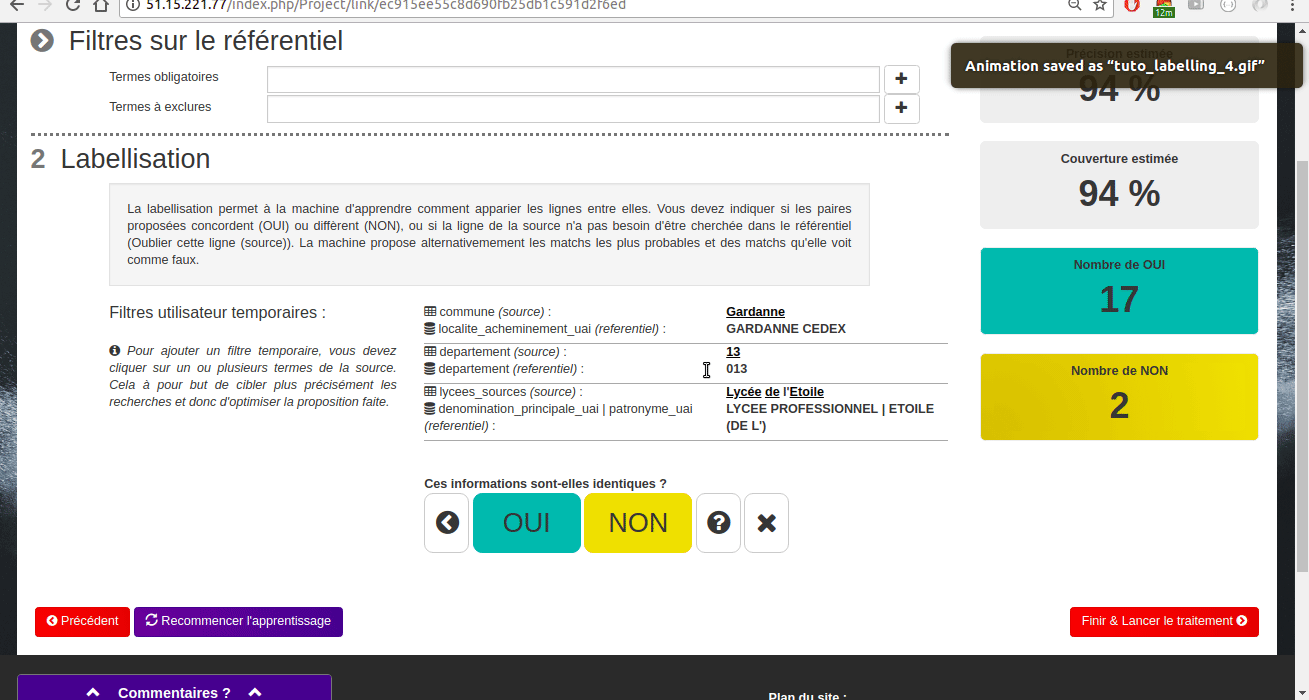 51.15.221.77/index.php/Project/link/ec915ee55c8d690fb25db1c591d2f6ed
12m
Filtres sur le référentiel
Termes obligatoires
Termes à exclures
2 Labellisation
La labellisation permet à la machine d'apprendre comment apparier les lignes entre elles. Vous devez indiquer si les paires
proposées concordent (OUI) ou diffèrent (NON), ou si la ligne de la source n'a pas besoin d'être cherchée dans le référentiel
(Oublier cette ligne (source)). La machine propose alternativemement les matchs les plus probables et des matchs qu'elle voit
comme faux.
Filtres utilisateur temporaires :
Pour ajouter un filtre temporaire, vous devez
cliquer sur un ou plusieurs termes de la source.
Cela à pour but de cibler plus précisément les
recherches et donc d'optimiser la proposition faite.
commune (source) : Gardanne
localite_acheminement_uai (referentiel) : GARDANNE CEDEX
departement (source) : 13
departement (referentiel) : 013
lycees_sources (source) : Lycée de l'Etoile
denomination_principale_uai | patronyme_uai LYCEE PROFESSIONNEL | ETOILE
(referentiel) : (DE L')
Ces informations sont-elles identiques ?
OUI NON
Précision estimée
Animation saved as “tuto_labelling_4.gif”
94 %
Couverture estimée
94 %
Nombre de OUI
17
Nombre de NON
2
Précédent Recommencer l'apprentissage
Finir & Lancer le traitement
Commentaires ?
Plan du site :